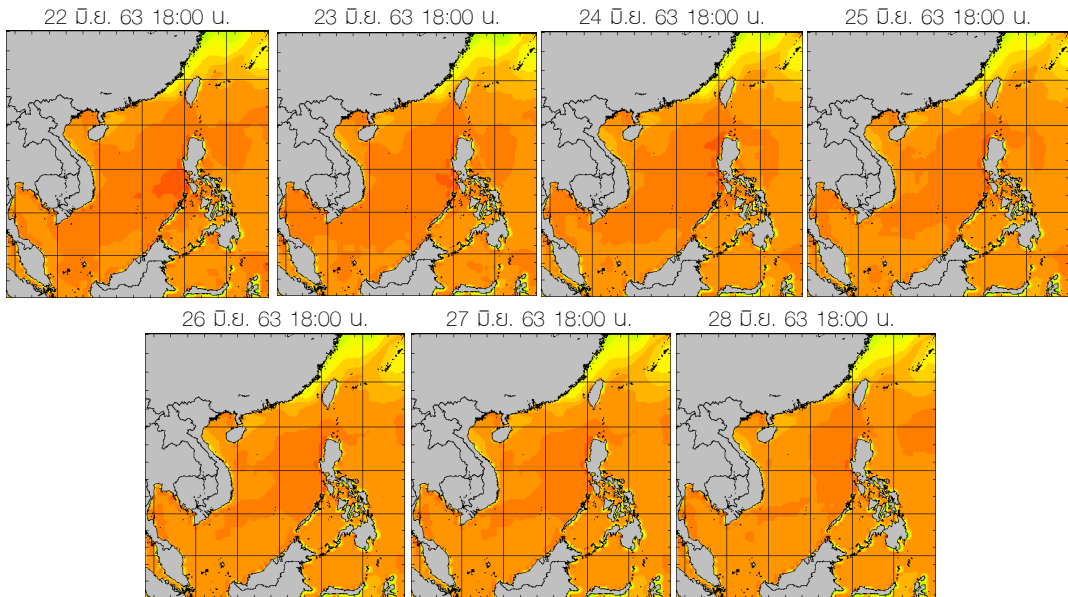 22 มิ.ย. 63 18:00 น.
23 มิ.ย. 63 18:00 น.
24 มิ.ย. 63 18:00 น.
25 มิ.ย. 63 18:00 น.
26 มิ.ย. 63 18:00 น.
27 มิ.ย. 63 18:00 น.
28 มิ.ย. 63 18:00 น.